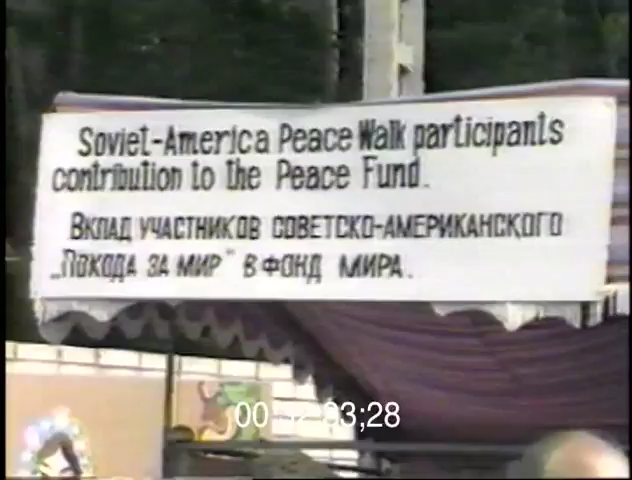 Soviet-America Peace Walk participants
contribution to the Peace Fund.
Вклад участников советско-американского
„Похода за мир" в фонд мира.